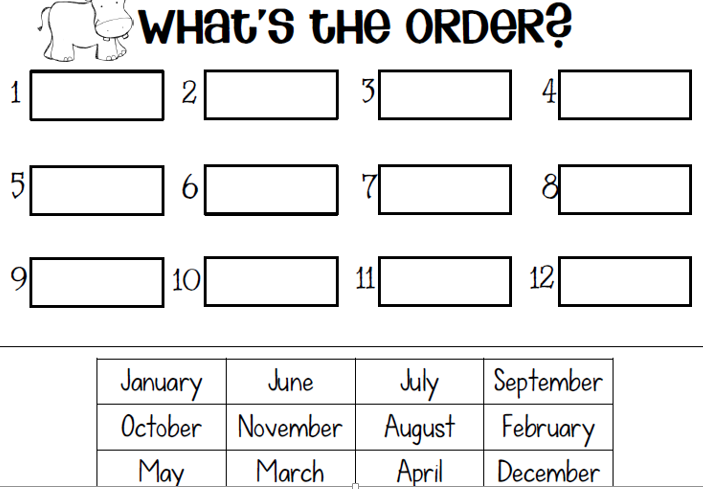 WHAT'S THE ORDER?
1 2 3 4
5 6 7 8
9 10 11 12
January June July September
October November August February
May March April December